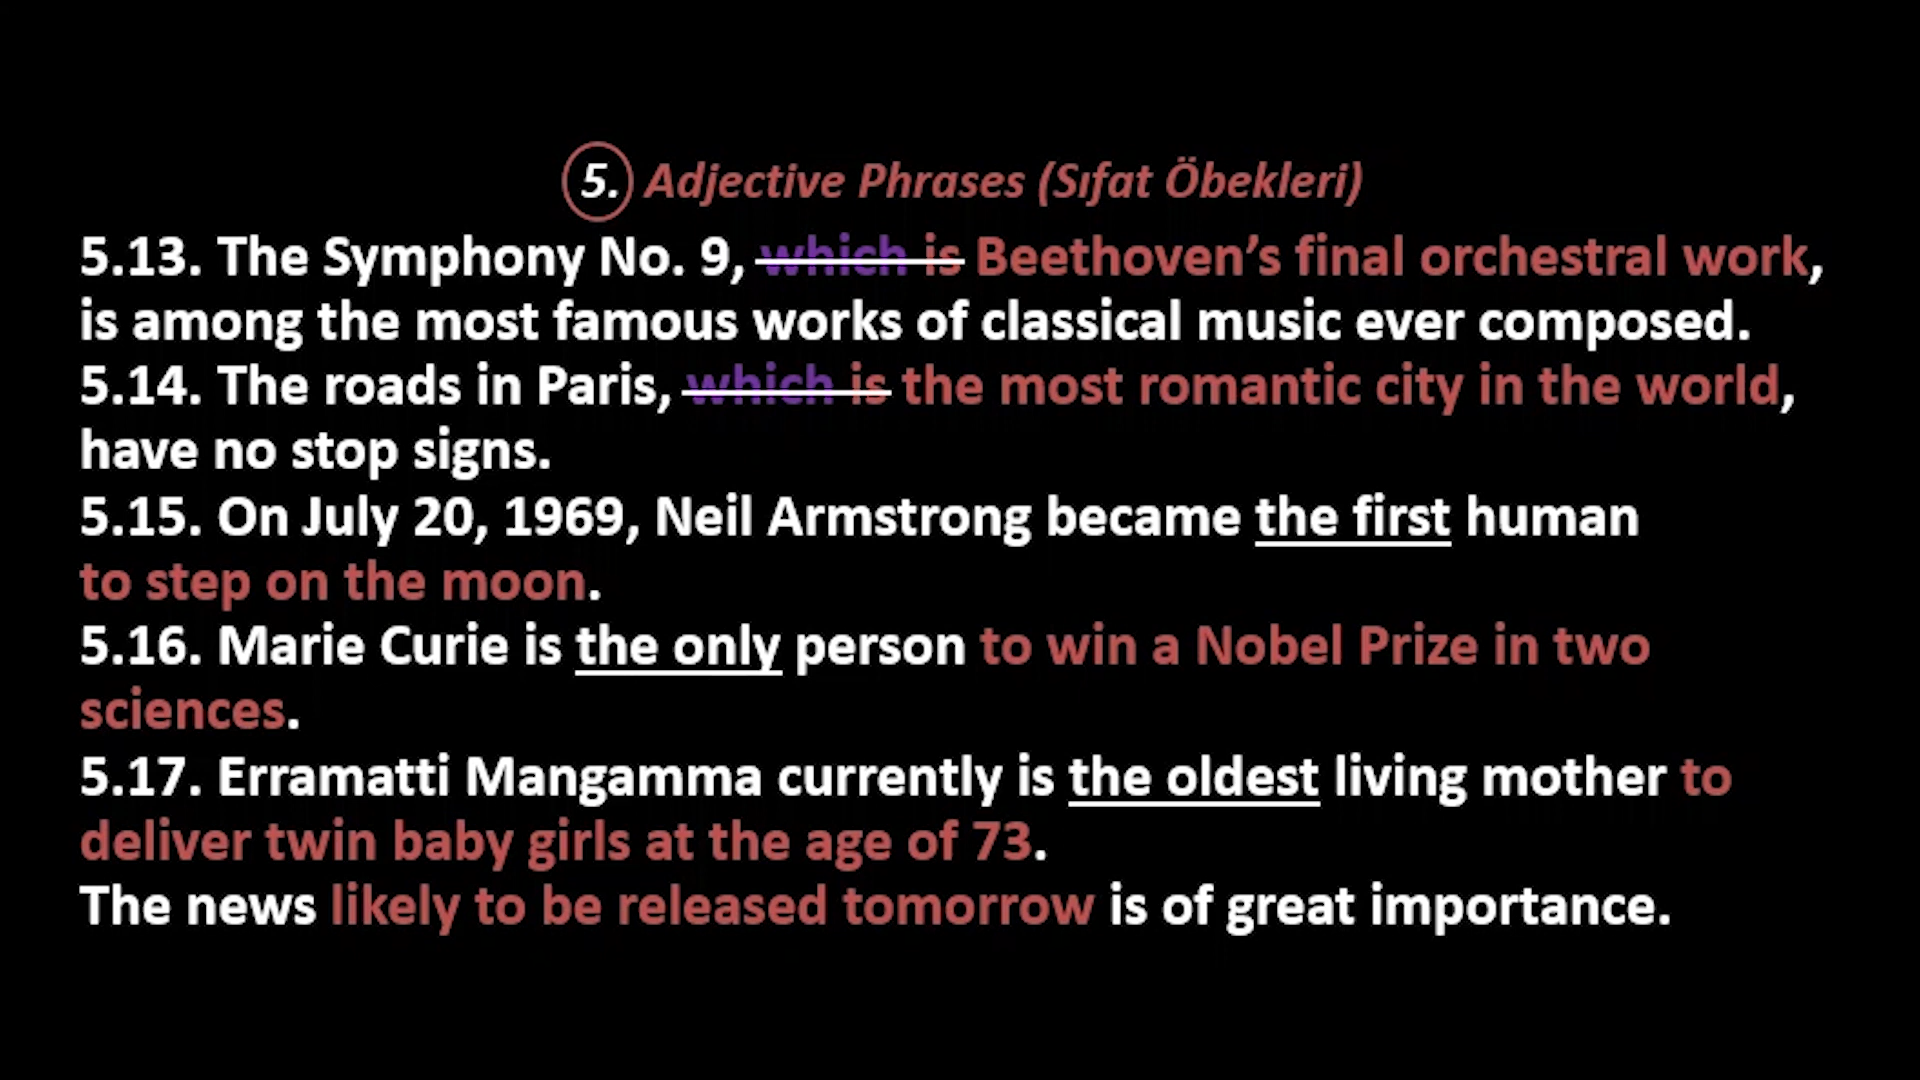 5. Adjective Phrases (Sıfat Öbekleri)
5.13. The Symphony No. 9, which is Beethoven’s final orchestral work,
is among the most famous works of classical music ever composed.
5.14. The roads in Paris, which is the most romantic city in the world,
have no stop signs.
5.15. On July 20, 1969, Neil Armstrong became the first human
to step on the moon.
5.16. Marie Curie is the only person to win a Nobel Prize in two
sciences.
5.17. Erramatti Mangamma currently is the oldest living mother to
deliver twin baby girls at the age of 73.
The news likely to be released tomorrow is of great importance.